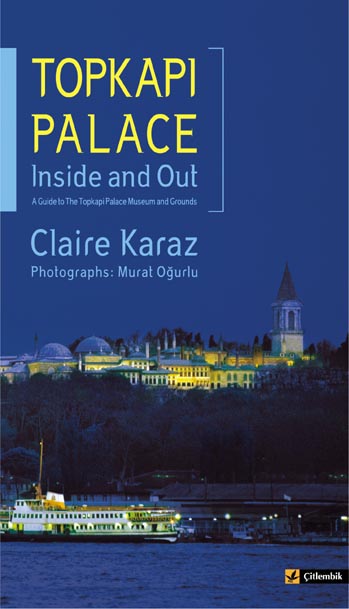 TOPKAPI
PALACE
Inside and Out
A Guide to The Topkapi Palace Museum and Grounds
Claire Karaz
Photographs: Murat Oğurlu
Çitlembik